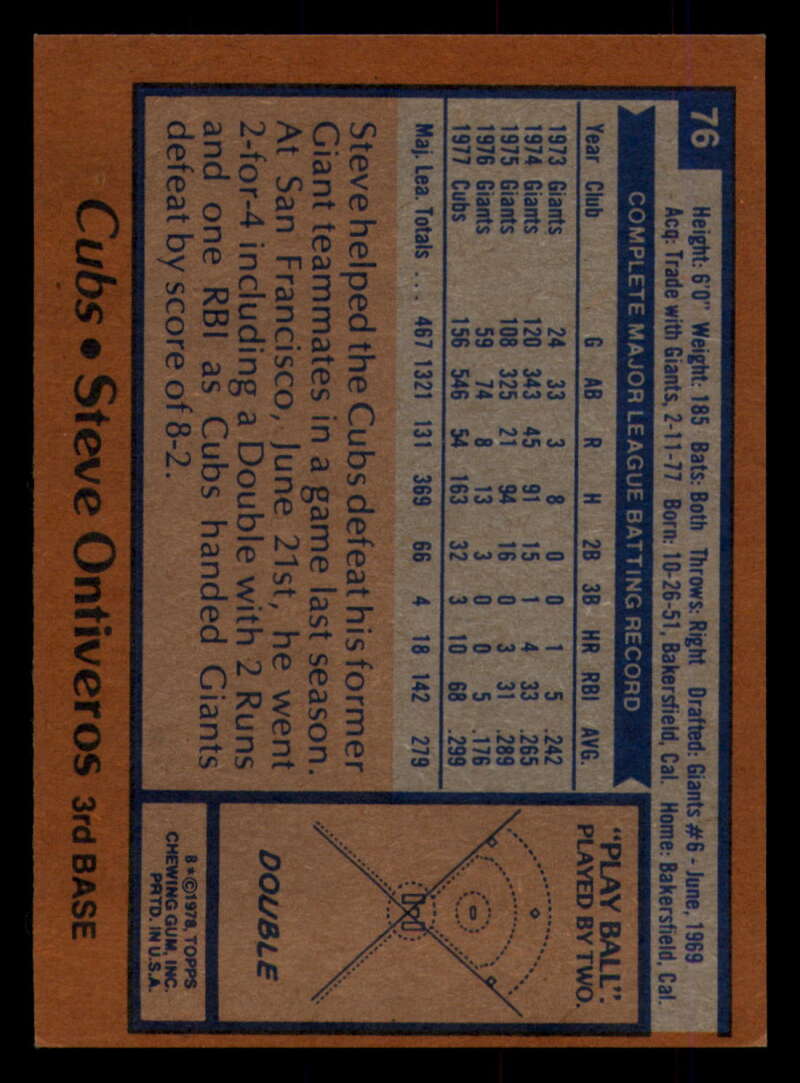 76
Height: 6'0" Weight: 185 Bats: Both Throws: Right Drafted: Giants #6 - June, 1969
Acq: Trade with Giants, 2-11-77 Born: 10-26-51, Bakersfield, Cal. Home: Bakersfield, Cal.
COMPLETE MAJOR LEAGUE BATTING RECORD
Year Club G AB R H 2B 3B HR RBI AVG.
1973 Giants 24 33 3 8 0 0 1 5 .242
1974 Giants 120 343 45 91 15 1 4 33 .265
1975 Giants 108 325 21 94 16 0 3 31 .289
1976 Giants 59 74 8 13 3 0 0 5 .176
1977 Cubs 156 546 54 163 32 3 10 68 .299
Maj. Lea. Totals . . . 467 1321 131 369 66 4 18 142 279
Steve helped the Cubs defeat his former
Giant teammates in a game last season.
At San Francisco, June 21st, he went
2-for-4 including a Double with 2 Runs
and one RBI as Cubs handed Giants
defeat by score of 8-2.
"PLAY BALL"
PLAYED BY TWO.
DOUBLE
B*©1978, TOPPS
CHEWING GUM, INC.
PRTD. IN U.S.A.
Cubs • Steve Ontiveros 3rd BASE